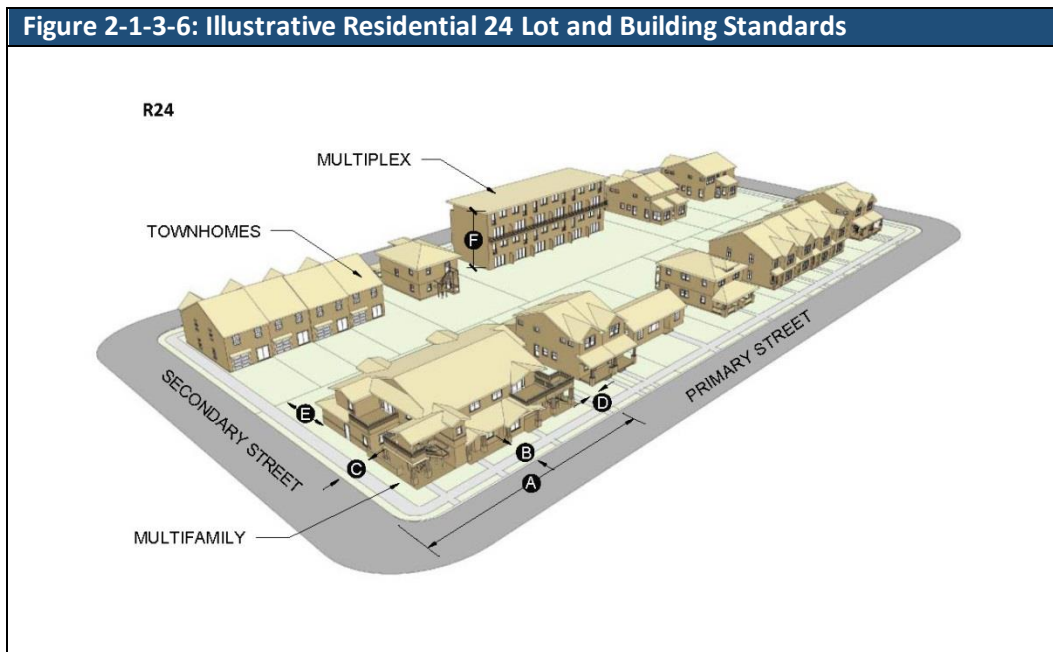 Figure 2-1-3-6: Illustrative Residential 24 Lot and Building Standards
R24
MULTIPLEX
TOWNHOMES
F
PRIMARY STREET
SECONDARY STREET
E
D
C
B
A
MULTIFAMILY